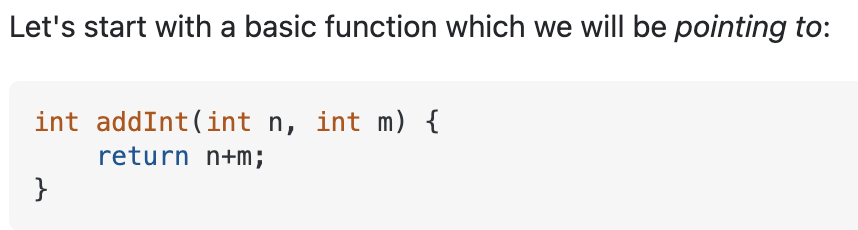 Let's start with a basic function which we will be pointing to:
int addInt(int n, int m) {
    return n+m;
}